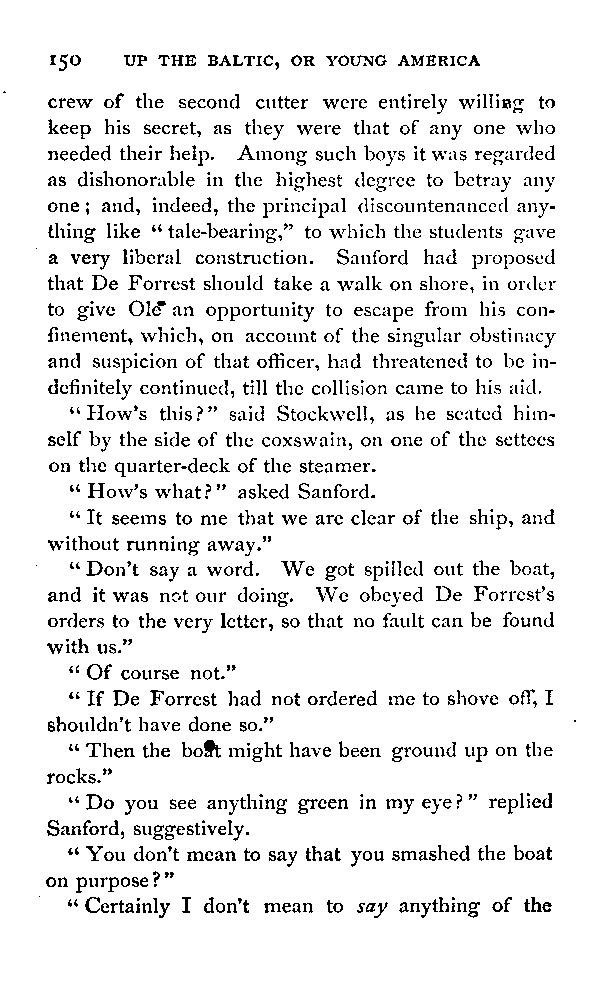 150 UP THE BALTIC, OR YOUNG AMERICA
crew of the second cutter were entirely willing to
keep his secret, as they were that of any one who
needed their help. Among such boys it was regarded
as dishonorable in the highest degree to betray any
one; and, indeed, the principal discountenanced any-
thing like "tale-bearing," to which the students gave
a very liberal construction. Sanford had proposed
that De Forrest should take a walk on shore, in order
to give Ole an opportunity to escape from his con-
finement, which, on account of the singular obstinacy
and suspicion of that officer, had threatened to be in-
definitely continued, till the collision came to his aid.
"How's this?" said Stockwell, as he seated him-
self by the side of the coxswain, on one of the settees
on the quarter-deck of the steamer.
"How's what?" asked Sanford.
"It seems to me that we are clear of the ship, and
without running away."
"Don't say a word. We got spilled out the boat,
and it was not our doing. We obeyed De Forrest's
orders to the very letter, so that no fault can be found
with us."
"Of course not."
"If De Forrest had not ordered me to shove off, I
shouldn't have done so."
"Then the boat might have been ground up on the
rocks."
"Do you see anything green in my eye?" replied
Sanford, suggestively.
"You don't mean to say that you smashed the boat
on purpose?"
"Certainly I don't mean to say anything of the